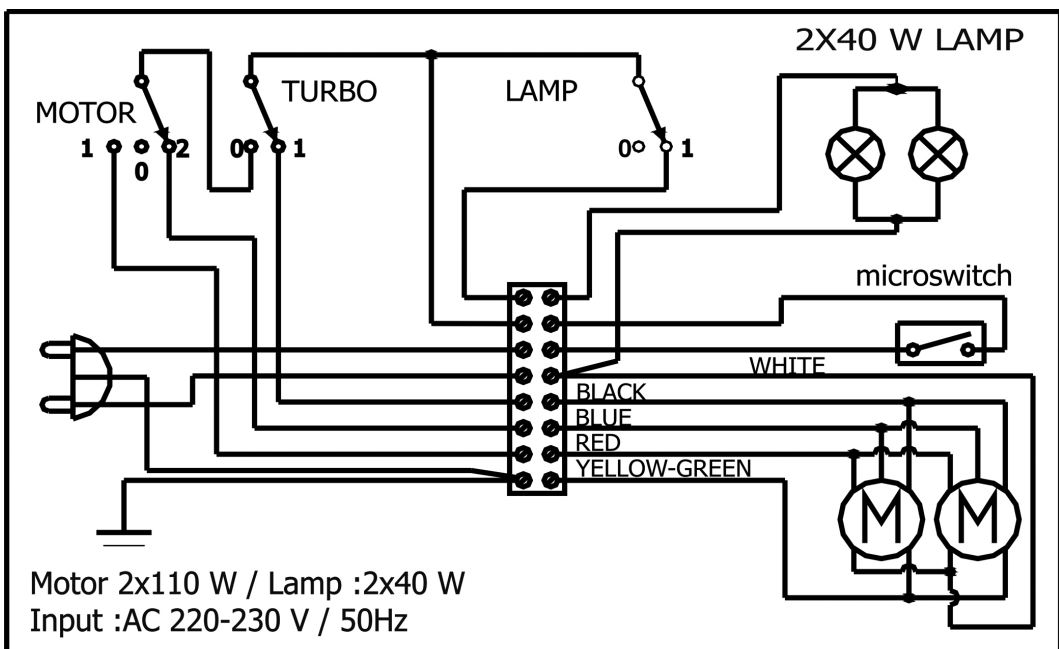 2X40 W LAMP
MOTOR
TURBO
LAMP
1 0 2
0 1
0 1
microswitch
WHITE
BLACK
BLUE
RED
YELLOW-GREEN
M M
Motor 2x110 W / Lamp :2x40 W
Input :AC 220-230 V / 50Hz